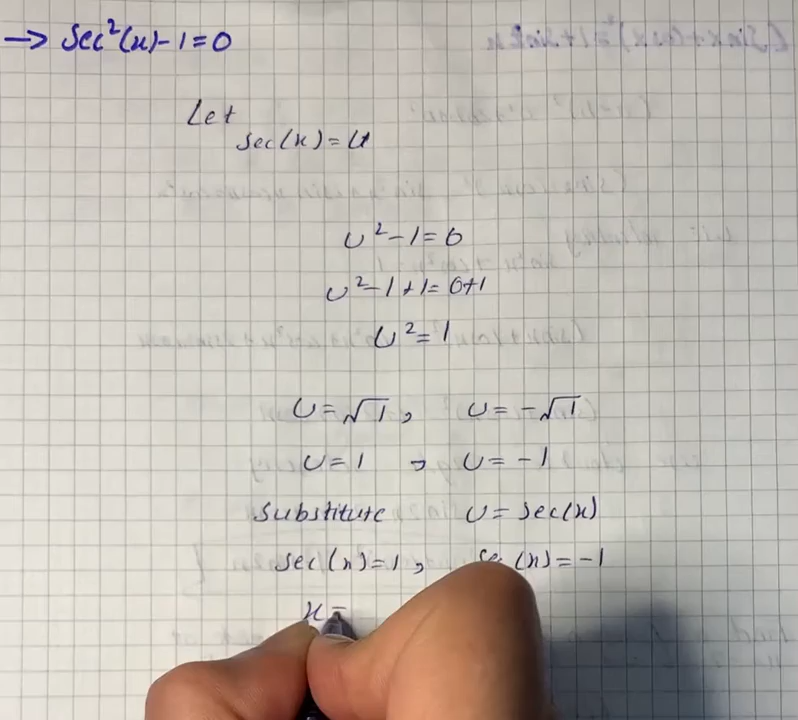 → Sec²(x)-1=0
Let
sec(x)=u
u²-1=0
u²-1+1=0+1
u²=1
u=√1, u=-√1
u=1 , u=-1
substitute u=sec(x)
sec(x)=1, sec(x)=-1
x=